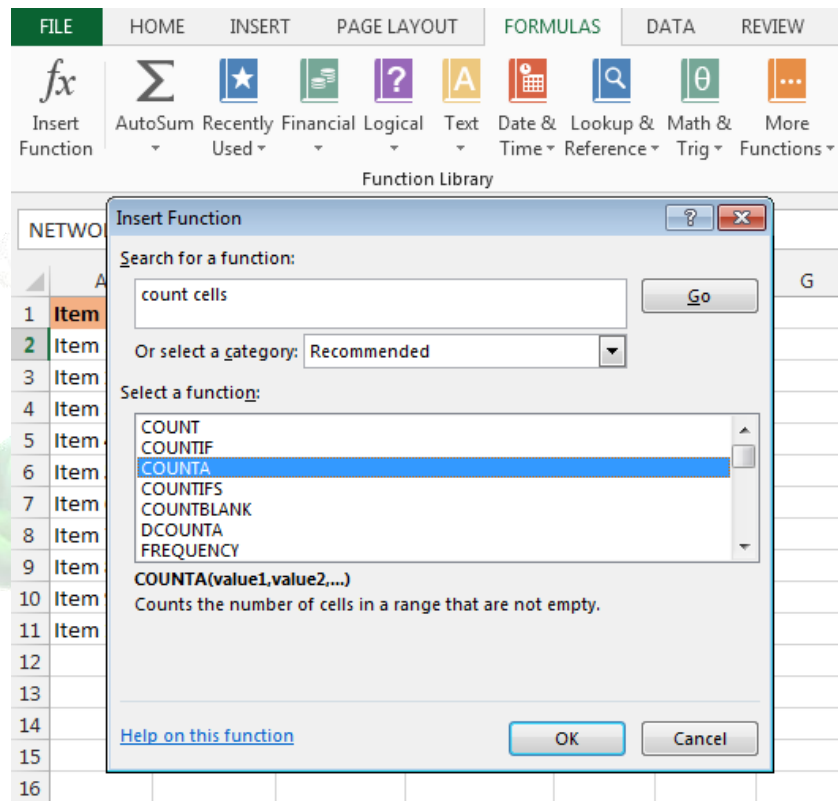 FILE HOME INSERT PAGE LAYOUT FORMULAS DATA REVIEW
fx
Insert Function
AutoSum
Recently Used
Financial
Logical
Text
Date & Time
Lookup & Reference
Math & Trig
More Functions
Function Library
Insert Function
Search for a function:
count cells
Go
Or select a category: Recommended
Select a function:
COUNT
COUNTIF
COUNTA
COUNTIFS
COUNTBLANK
DCOUNTA
FREQUENCY
COUNTA(value1,value2,...)
Counts the number of cells in a range that are not empty.
Help on this function
OK
Cancel
A G
1 Item
2 Item
3 Item
4 Item
5 Item
6 Item
7 Item
8 Item
9 Item
10 Item
11 Item
12
13
14
15
16